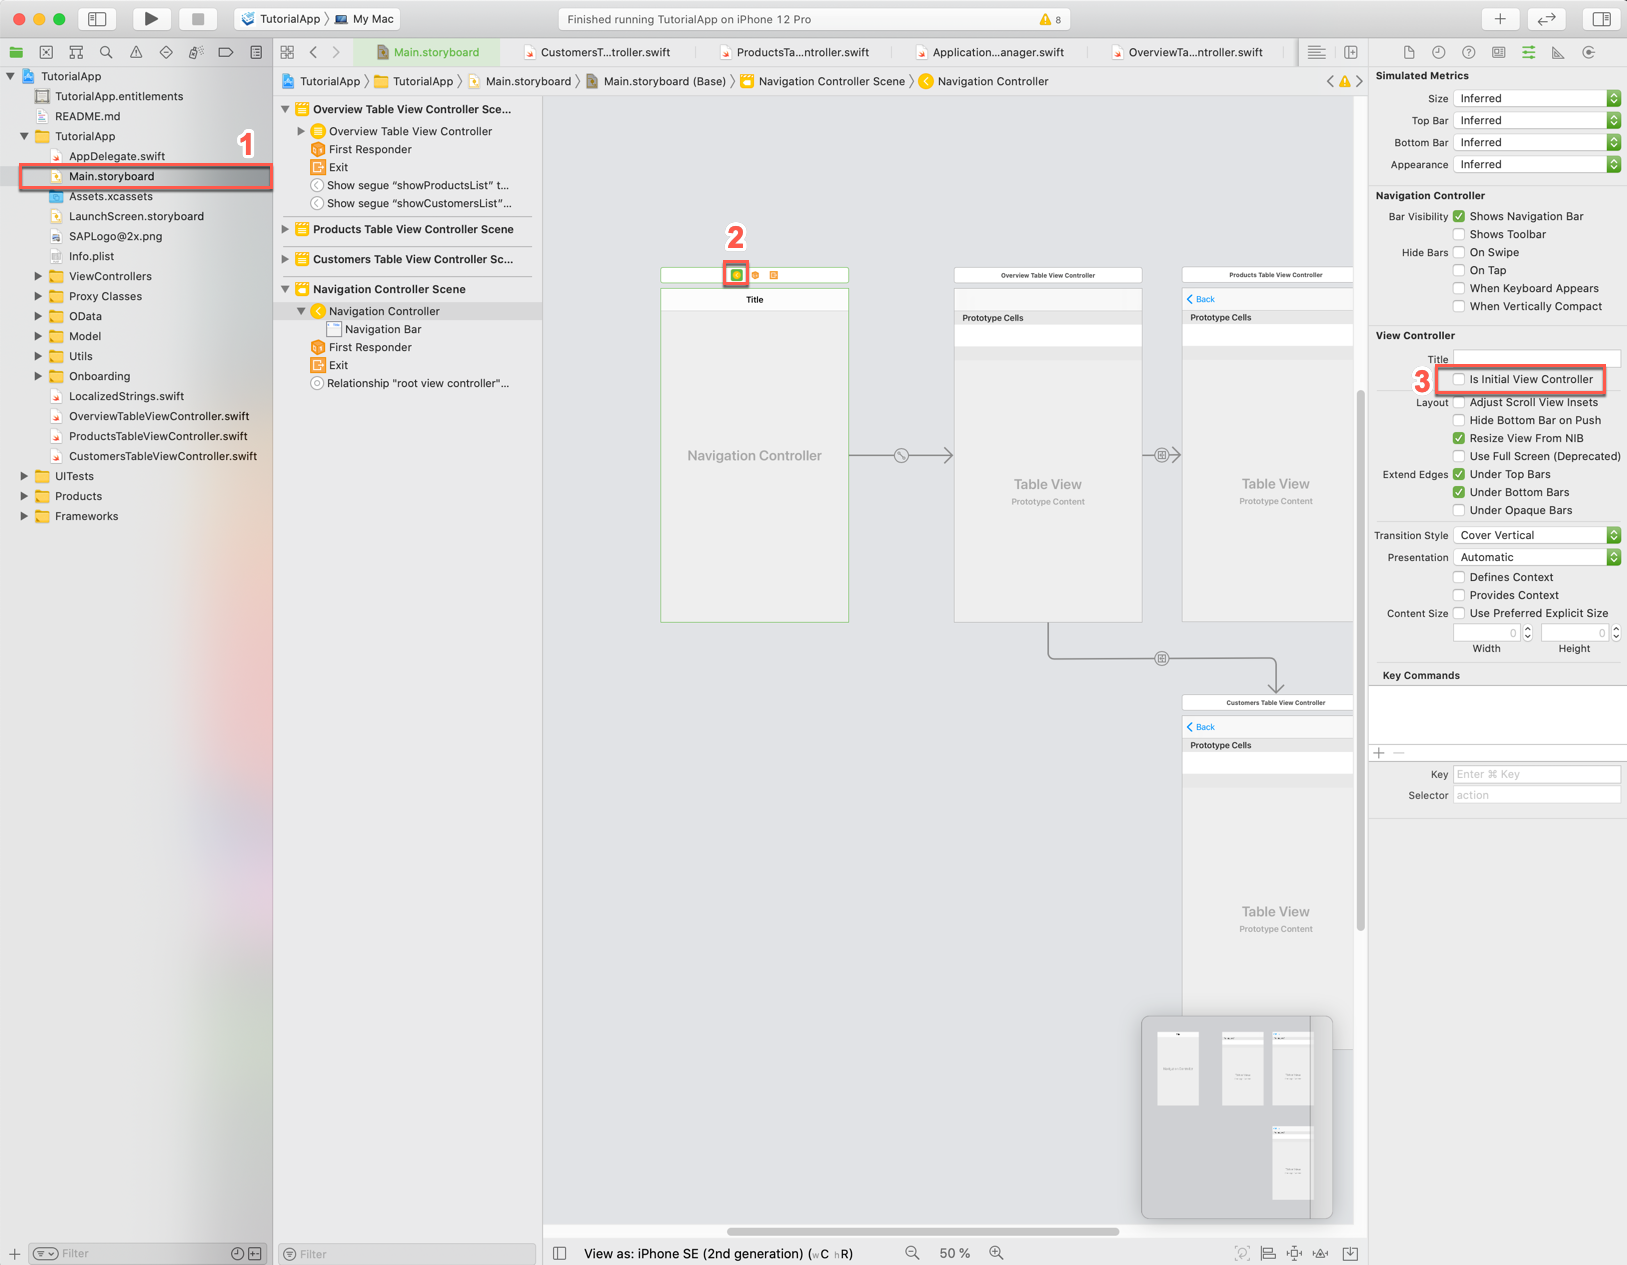 TutorialApp
My Mac
Finished running TutorialApp on iPhone 12 Pro
8
Main.storyboard
CustomersT...troller.swift
ProductsTa...ntroller.swift
Application...anager.swift
OverviewTa...ntroller.swift
TutorialApp
TutorialApp
Main.storyboard
Main.storyboard (Base)
Navigation Controller Scene
Navigation Controller
TutorialApp
TutorialApp.entitlements
README.md
TutorialApp
AppDelegate.swift
1
Main.storyboard
Assets.xcassets
LaunchScreen.storyboard
SAPLogo@2x.png
Info.plist
ViewControllers
Proxy Classes
OData
Model
Utils
Onboarding
LocalizedStrings.swift
OverviewTableViewController.swift
ProductsTableViewController.swift
CustomersTableViewController.swift
UITests
Products
Frameworks
Filter
Overview Table View Controller Sce...
Overview Table View Controller
First Responder
Exit
Show segue “showProductsList” t...
Show segue “showCustomersList”...
Products Table View Controller Scene
Customers Table View Controller Sc...
Navigation Controller Scene
Navigation Controller
Navigation Bar
First Responder
Exit
Relationship "root view controller"...
Filter
2
Title
Navigation Controller
Overview Table View Controller
Prototype Cells
Table View
Prototype Content
Products Table View Controller
Back
Prototype Cells
Table View
Prototype Content
Customers Table View Controller
Back
Prototype Cells
Table View
Prototype Content
View as: iPhone SE (2nd generation) (wC hR)
50 %
Simulated Metrics
Size Inferred
Top Bar Inferred
Bottom Bar Inferred
Appearance Inferred
Navigation Controller
Bar Visibility Shows Navigation Bar
Shows Toolbar
Hide Bars On Swipe
On Tap
When Keyboard Appears
When Vertically Compact
View Controller
Title
3
Is Initial View Controller
Layout Adjust Scroll View Insets
Hide Bottom Bar on Push
Resize View From NIB
Use Full Screen (Deprecated)
Extend Edges Under Top Bars
Under Bottom Bars
Under Opaque Bars
Transition Style Cover Vertical
Presentation Automatic
Defines Context
Provides Context
Content Size Use Preferred Explicit Size
0 0
Width Height
Key Commands
Key Enter ⌘ Key
Selector action